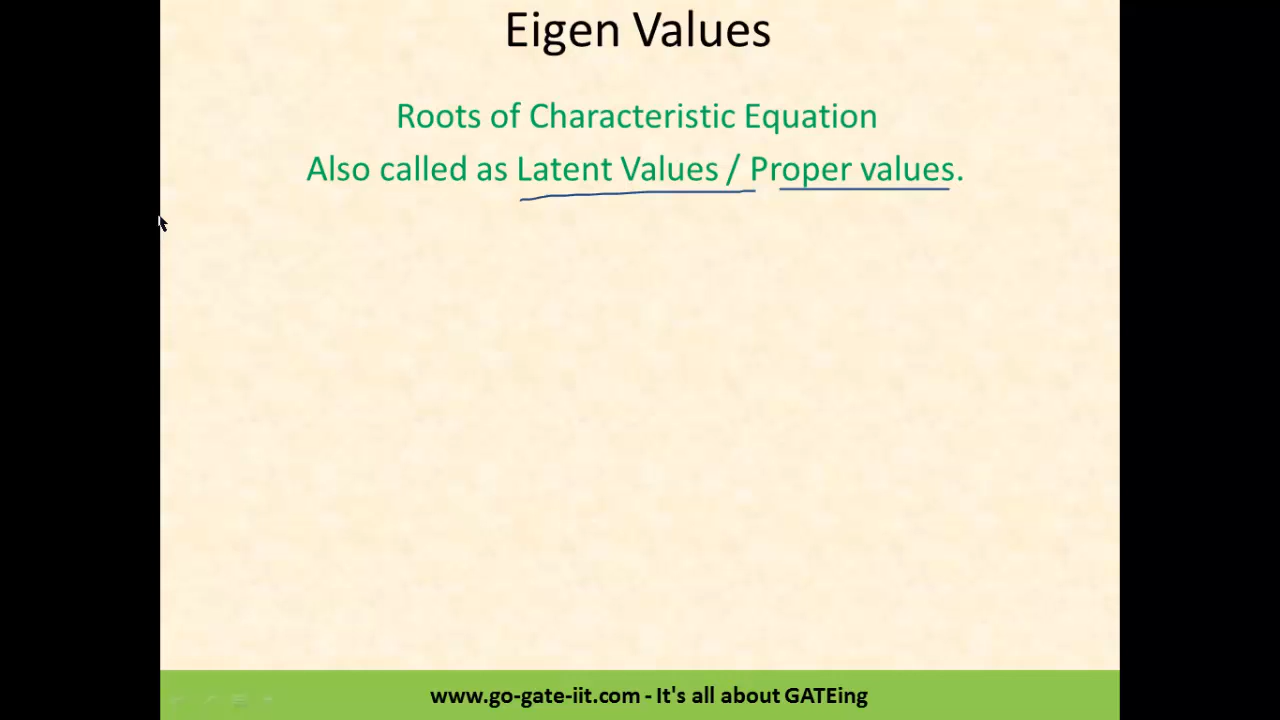 Eigen Values
Roots of Characteristic Equation
Also called as Latent Values / Proper values.
www.go-gate-iit.com - It's all about GATEing